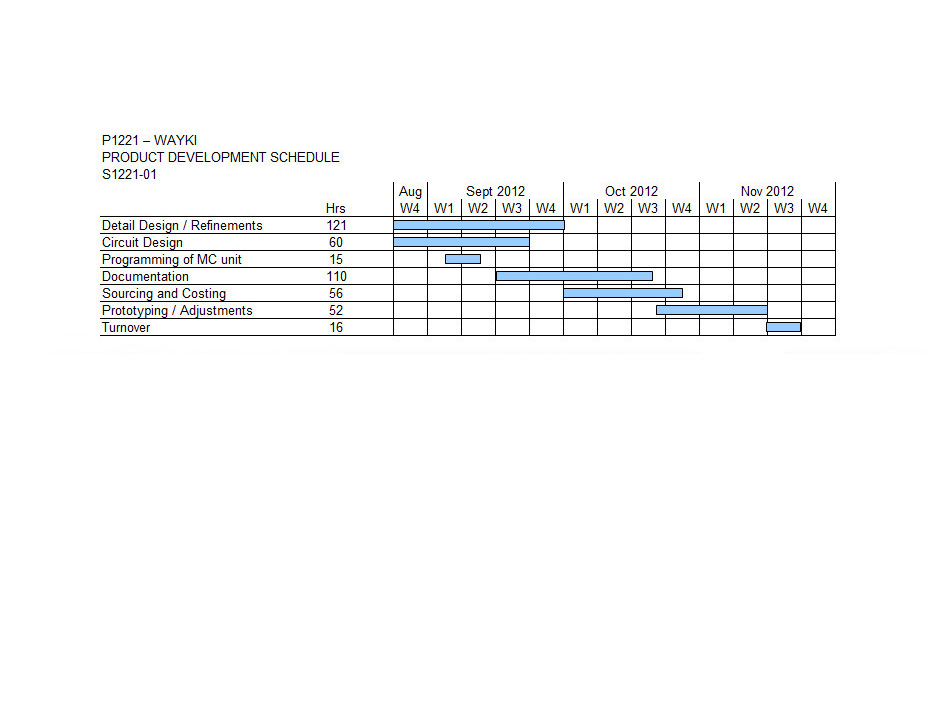 P1221 – WAYKI
PRODUCT DEVELOPMENT SCHEDULE
S1221-01
Aug Sept 2012 Oct 2012 Nov 2012
Hrs W4 W1 W2 W3 W4 W1 W2 W3 W4 W1 W2 W3 W4
Detail Design / Refinements 121
Circuit Design 60
Programming of MC unit 15
Documentation 110
Sourcing and Costing 56
Prototyping / Adjustments 52
Turnover 16